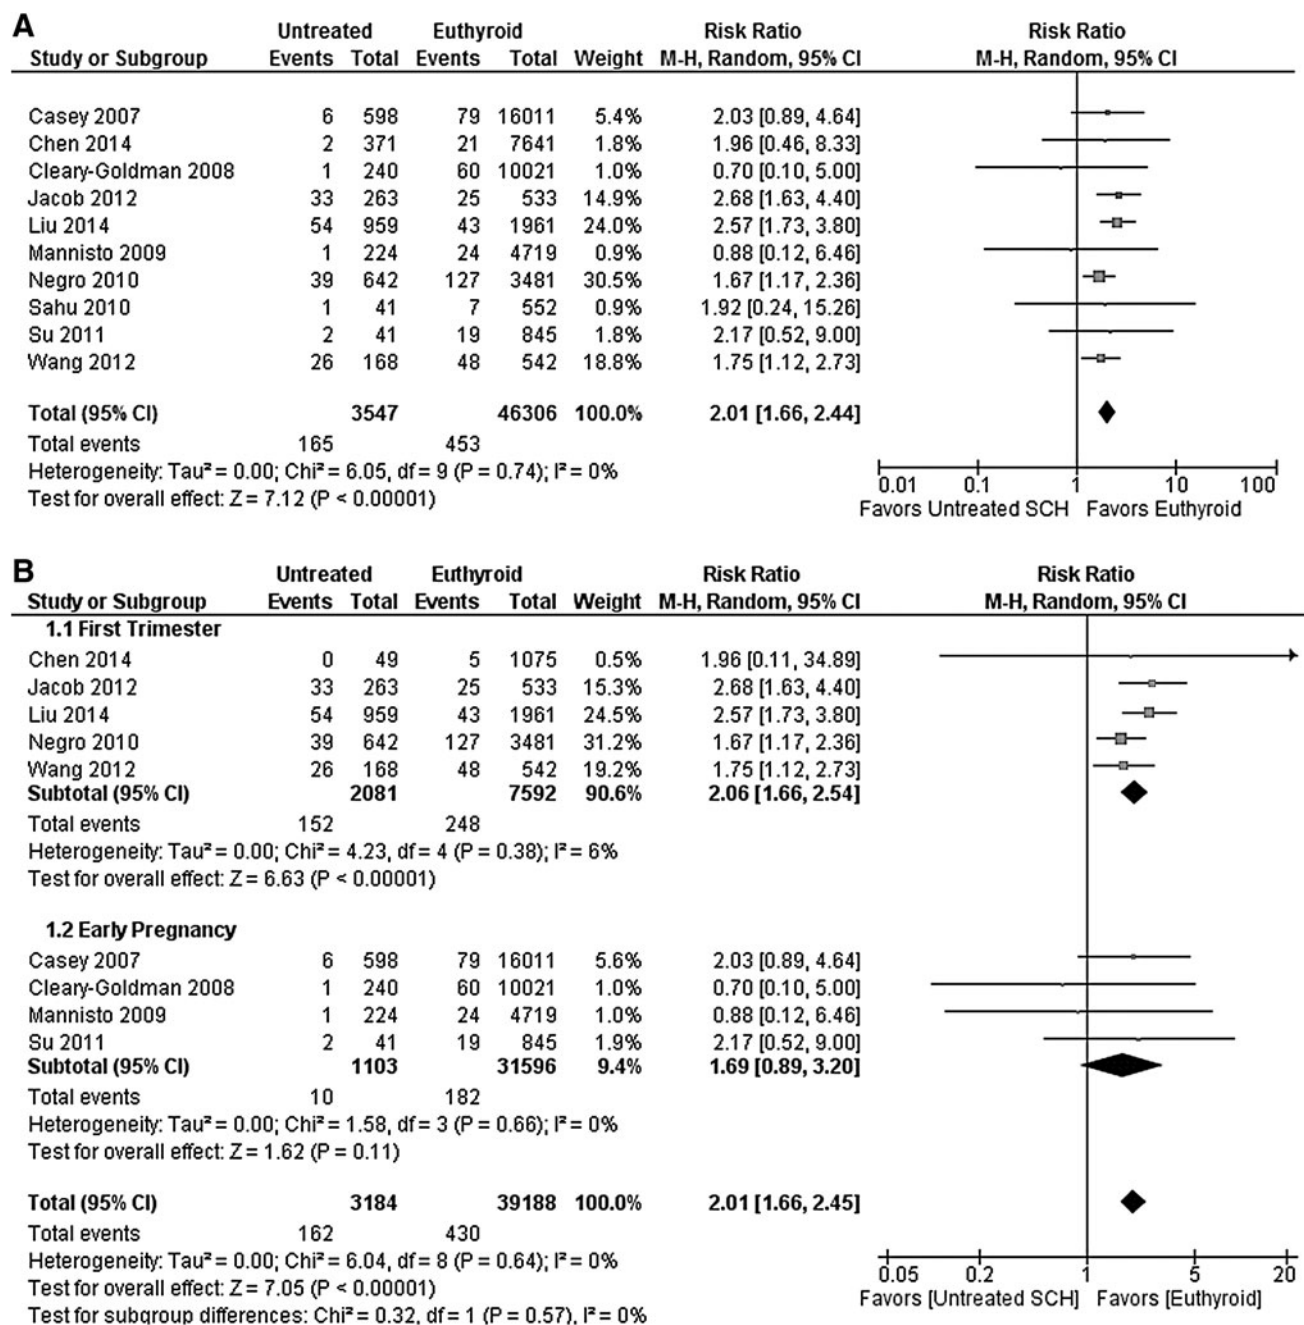 A
Untreated Euthyroid Risk Ratio Risk Ratio
Study or Subgroup Events Total Events Total Weight M-H, Random, 95% CI M-H, Random, 95% CI
Casey 2007 6 598 79 16011 5.4% 2.03 [0.89, 4.64]
Chen 2014 2 371 21 7641 1.8% 1.96 [0.46, 8.33]
Cleary-Goldman 2008 1 240 60 10021 1.0% 0.70 [0.10, 5.00]
Jacob 2012 33 263 25 533 14.9% 2.68 [1.63, 4.40]
Liu 2014 54 959 43 1961 24.0% 2.57 [1.73, 3.80]
Mannisto 2009 1 224 24 4719 0.9% 0.88 [0.12, 6.46]
Negro 2010 39 642 127 3481 30.5% 1.67 [1.17, 2.36]
Sahu 2010 1 41 7 552 0.9% 1.92 [0.24, 15.26]
Su 2011 2 41 19 845 1.8% 2.17 [0.52, 9.00]
Wang 2012 26 168 48 542 18.8% 1.75 [1.12, 2.73]
Total (95% CI) 3547 46306 100.0% 2.01 [1.66, 2.44]
Total events 165 453
Heterogeneity: Tau² = 0.00; Chi² = 6.05, df = 9 (P = 0.74); I² = 0%
Test for overall effect: Z = 7.12 (P < 0.00001)
0.01 0.1 1 10 100
Favors Untreated SCH Favors Euthyroid
B
Untreated Euthyroid Risk Ratio Risk Ratio
Study or Subgroup Events Total Events Total Weight M-H, Random, 95% CI M-H, Random, 95% CI
1.1 First Trimester
Chen 2014 0 49 5 1075 0.5% 1.96 [0.11, 34.89]
Jacob 2012 33 263 25 533 15.3% 2.68 [1.63, 4.40]
Liu 2014 54 959 43 1961 24.5% 2.57 [1.73, 3.80]
Negro 2010 39 642 127 3481 31.2% 1.67 [1.17, 2.36]
Wang 2012 26 168 48 542 19.2% 1.75 [1.12, 2.73]
Subtotal (95% CI) 2081 7592 90.6% 2.06 [1.66, 2.54]
Total events 152 248
Heterogeneity: Tau² = 0.00; Chi² = 4.23, df = 4 (P = 0.38); I² = 6%
Test for overall effect: Z = 6.63 (P < 0.00001)
1.2 Early Pregnancy
Casey 2007 6 598 79 16011 5.6% 2.03 [0.89, 4.64]
Cleary-Goldman 2008 1 240 60 10021 1.0% 0.70 [0.10, 5.00]
Mannisto 2009 1 224 24 4719 1.0% 0.88 [0.12, 6.46]
Su 2011 2 41 19 845 1.9% 2.17 [0.52, 9.00]
Subtotal (95% CI) 1103 31596 9.4% 1.69 [0.89, 3.20]
Total events 10 182
Heterogeneity: Tau² = 0.00; Chi² = 1.58, df = 3 (P = 0.66); I² = 0%
Test for overall effect: Z = 1.62 (P = 0.11)
Total (95% CI) 3184 39188 100.0% 2.01 [1.66, 2.45]
Total events 162 430
Heterogeneity: Tau² = 0.00; Chi² = 6.04, df = 8 (P = 0.64); I² = 0%
Test for overall effect: Z = 7.05 (P < 0.00001)
Test for subgroup differences: Chi² = 0.32, df = 1 (P = 0.57), I² = 0%
0.05 0.2 1 5 20
Favors [Untreated SCH] Favors [Euthyroid]